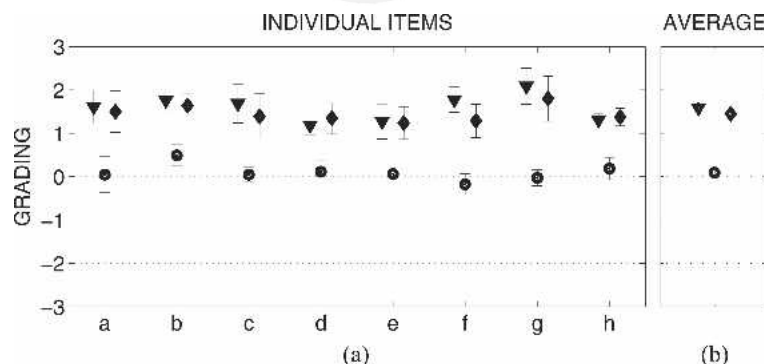 INDIVIDUAL ITEMS AVERAGE
3
2
1
0
−1
−2
−3
GRADING
a b c d e f g h
(a) (b)